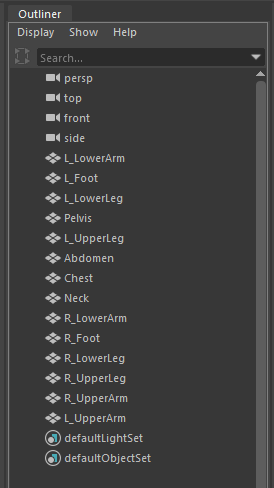 Outliner
Display Show Help
Search...
persp
top
front
side
L_LowerArm
L_Foot
L_LowerLeg
Pelvis
L_UpperLeg
Abdomen
Chest
Neck
R_LowerArm
R_Foot
R_LowerLeg
R_UpperLeg
R_UpperArm
L_UpperArm
defaultLightSet
defaultObjectSet